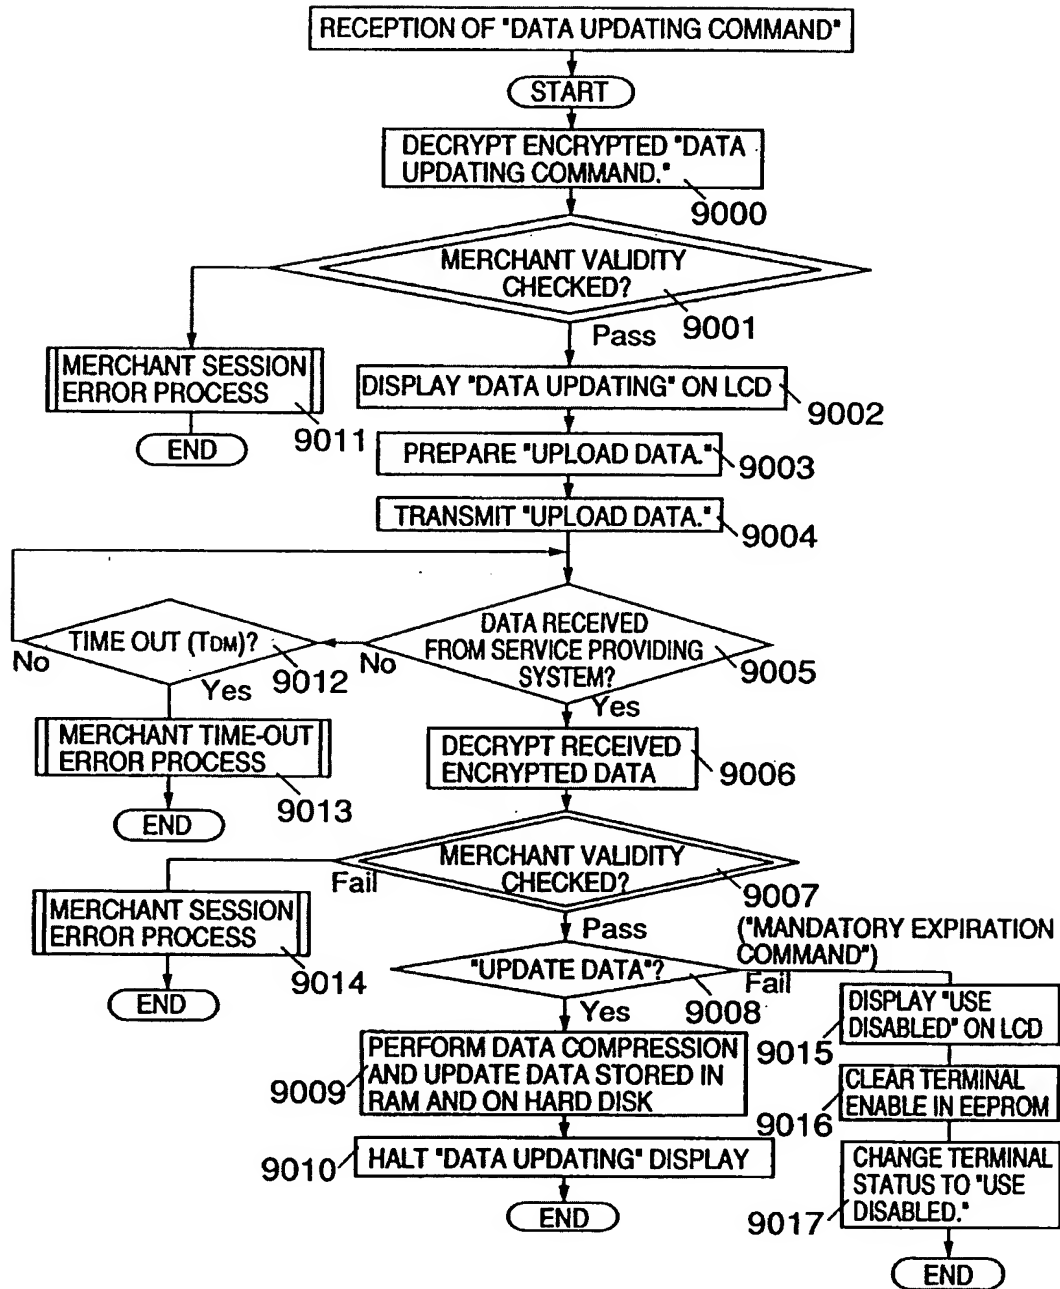 RECEPTION OF "DATA UPDATING COMMAND"
START
DECRYPT ENCRYPTED "DATA
UPDATING COMMAND."
9000
MERCHANT VALIDITY
CHECKED?
9001
Pass
MERCHANT SESSION
ERROR PROCESS
9011
END
DISPLAY "DATA UPDATING" ON LCD
9002
PREPARE "UPLOAD DATA."
9003
TRANSMIT "UPLOAD DATA."
9004
DATA RECEIVED
FROM SERVICE PROVIDING
SYSTEM?
9005
No
Yes
TIME OUT (TDM)?
9012
No
Yes
MERCHANT TIME-OUT
ERROR PROCESS
9013
END
DECRYPT RECEIVED
ENCRYPTED DATA
9006
MERCHANT VALIDITY
CHECKED?
9007
Fail
Pass
MERCHANT SESSION
ERROR PROCESS
9014
END
"UPDATE DATA"?
9008
Yes
("MANDATORY EXPIRATION
COMMAND")
Fail
PERFORM DATA COMPRESSION
AND UPDATE DATA STORED IN
RAM AND ON HARD DISK
9009
HALT "DATA UPDATING" DISPLAY
9010
END
DISPLAY "USE
DISABLED" ON LCD
9015
CLEAR TERMINAL
ENABLE IN EEPROM
9016
CHANGE TERMINAL
STATUS TO "USE
DISABLED."
9017
END